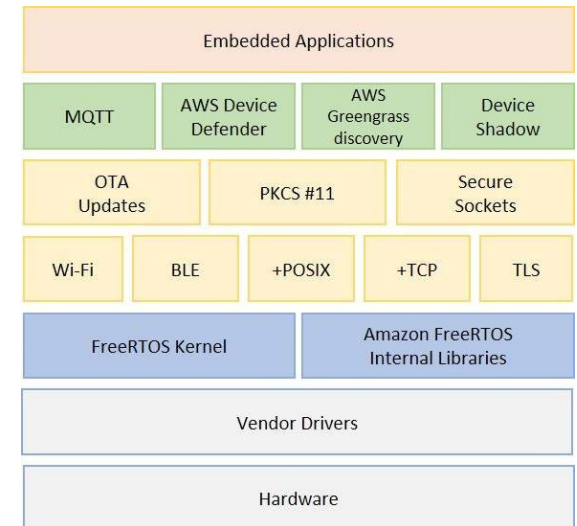 Embedded Applications
MQTT
AWS Device
Defender
AWS
Greengrass
discovery
Device
Shadow
OTA
Updates
PKCS #11
Secure
Sockets
Wi-Fi
BLE
+POSIX
+TCP
TLS
FreeRTOS Kernel
Amazon FreeRTOS
Internal Libraries
Vendor Drivers
Hardware